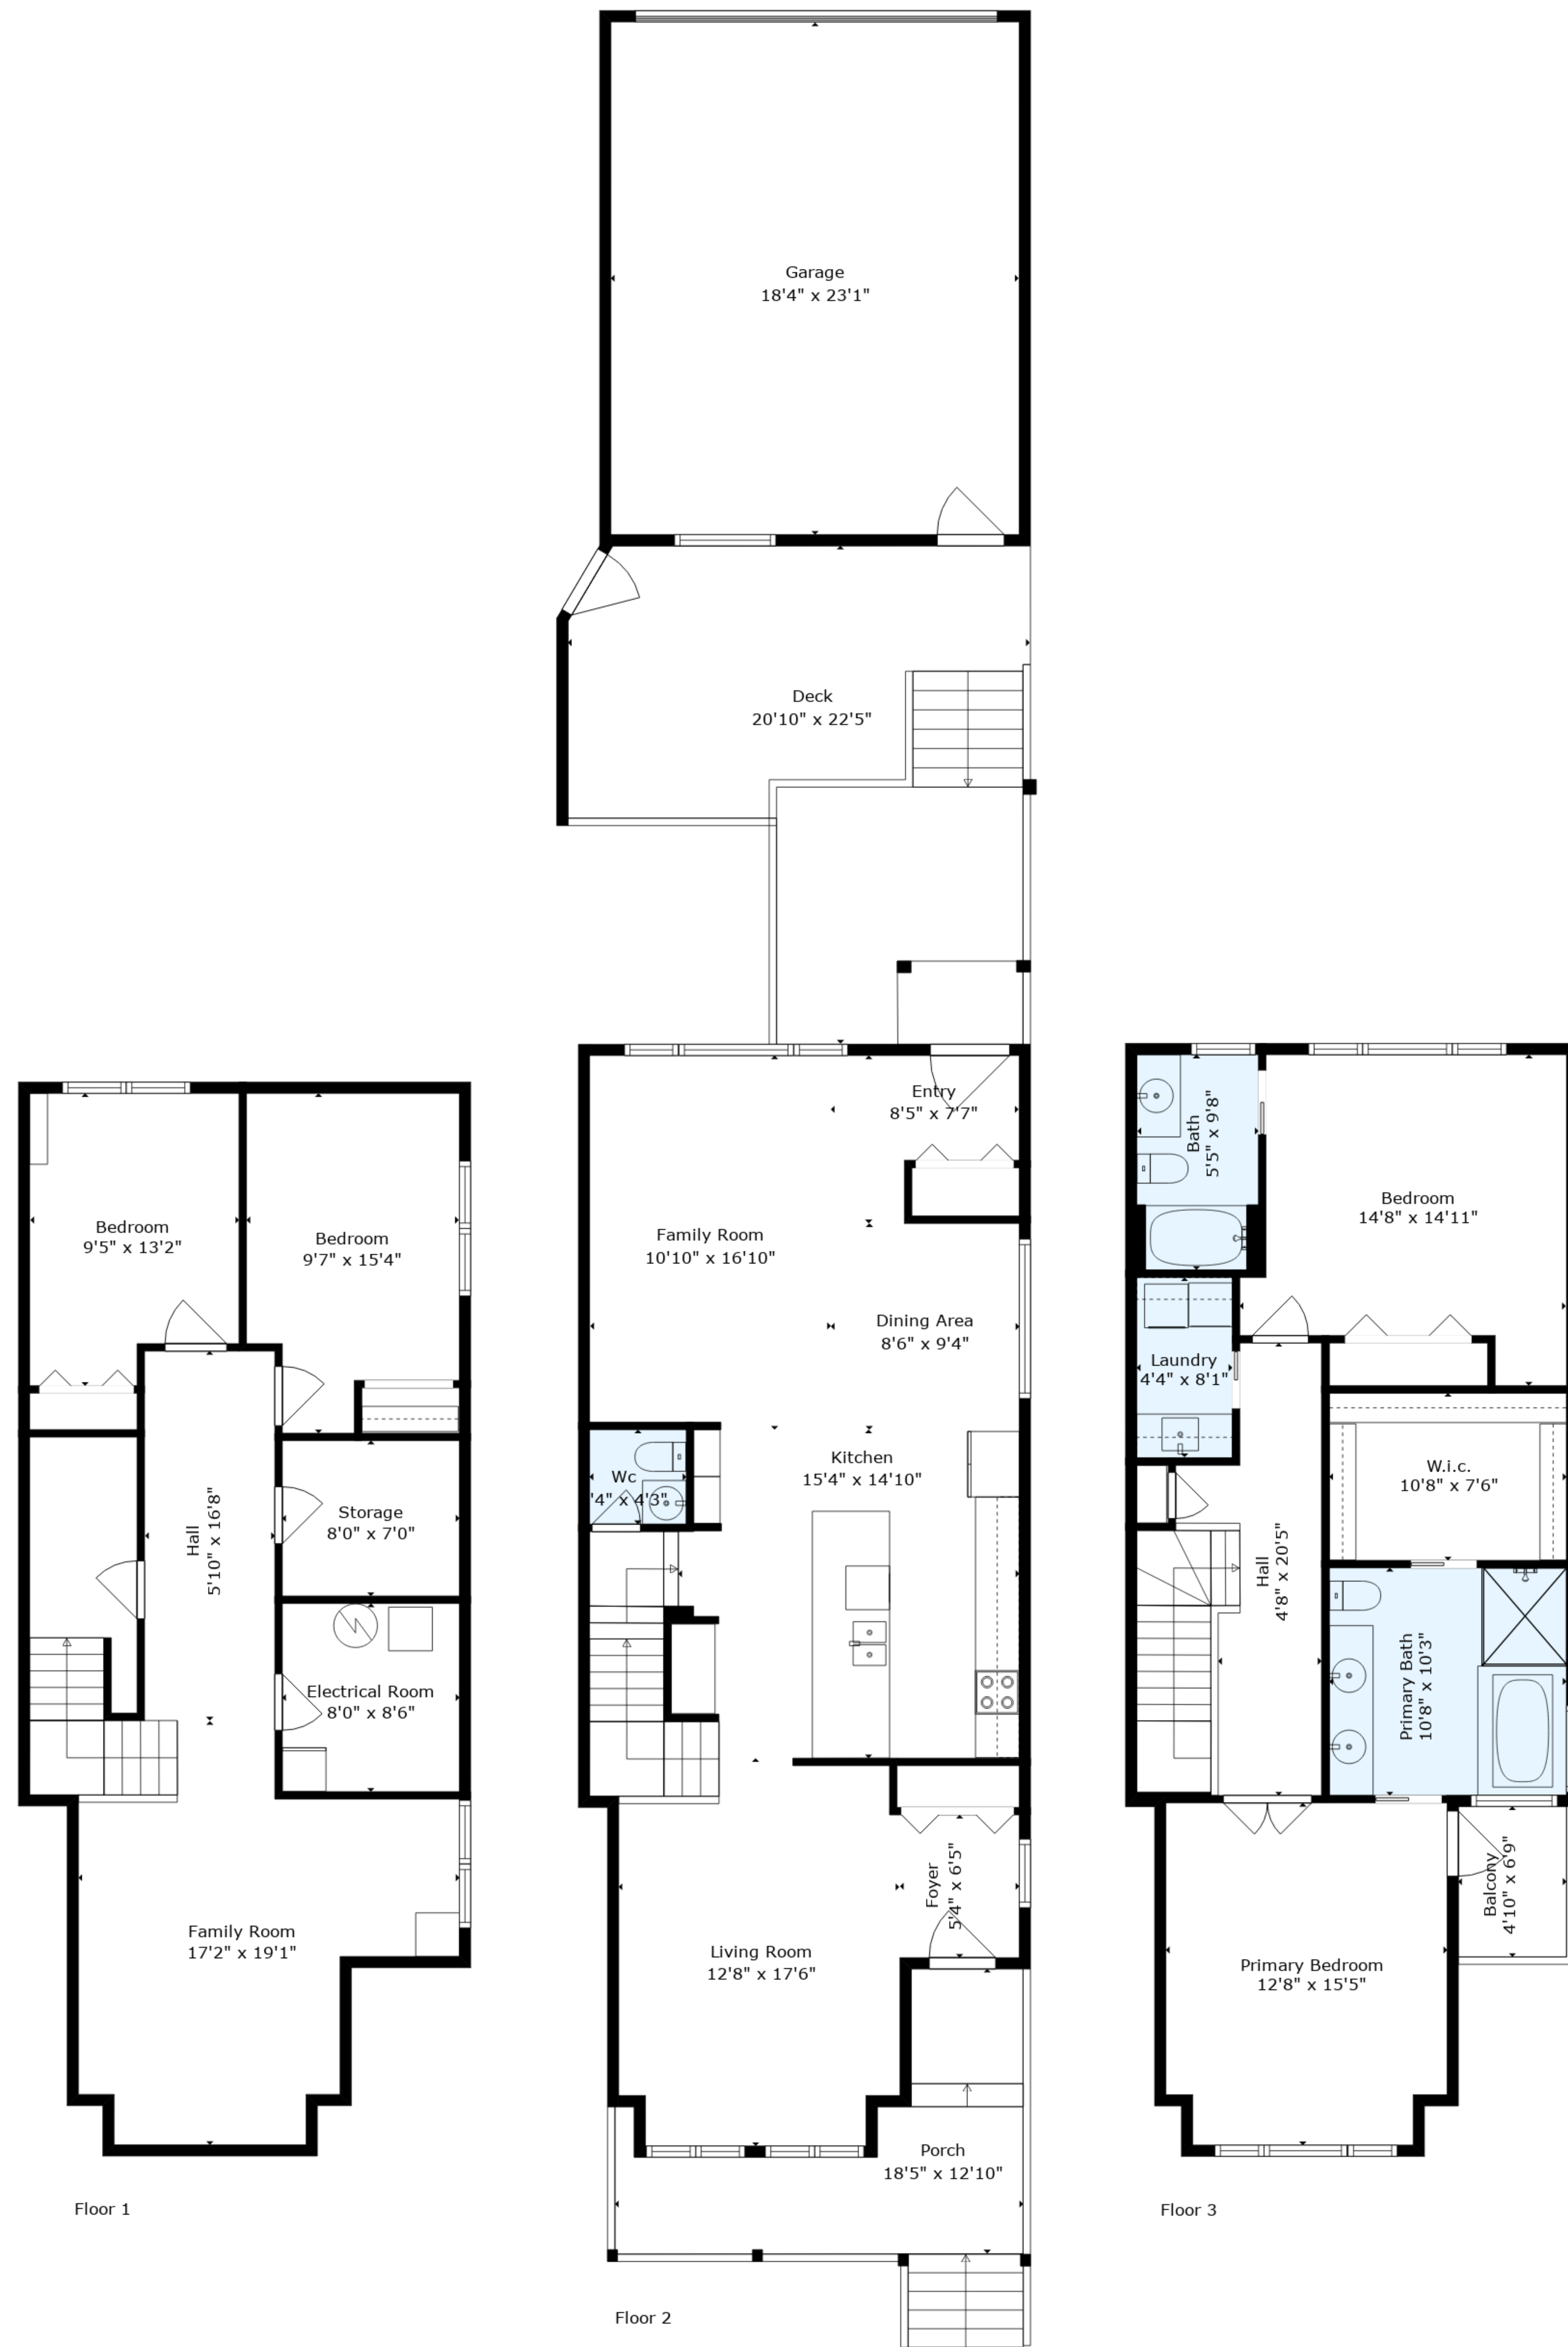 Garage
18'4" x 23'1"
Deck
20'10" x 22'5"
Bedroom
9'5" x 13'2"
Bedroom
9'7" x 15'4"
Hall
5'10" x 16'8"
Storage
8'0" x 7'0"
Electrical Room
8'0" x 8'6"
Family Room
17'2" x 19'1"
Floor 1
Entry
8'5" x 7'7"
Family Room
10'10" x 16'10"
Dining Area
8'6" x 9'4"
Kitchen
15'4" x 14'10"
Wc
'4" x 4'3"
Foyer
5'4" x 6'5"
Living Room
12'8" x 17'6"
Porch
18'5" x 12'10"
Floor 2
Bath
5'5" x 9'8"
Bedroom
14'8" x 14'11"
Laundry
4'4" x 8'1"
W.i.c.
10'8" x 7'6"
Hall
4'8" x 20'5"
Primary Bath
10'8" x 10'3"
Balcony
4'10" x 6'9"
Primary Bedroom
12'8" x 15'5"
Floor 3